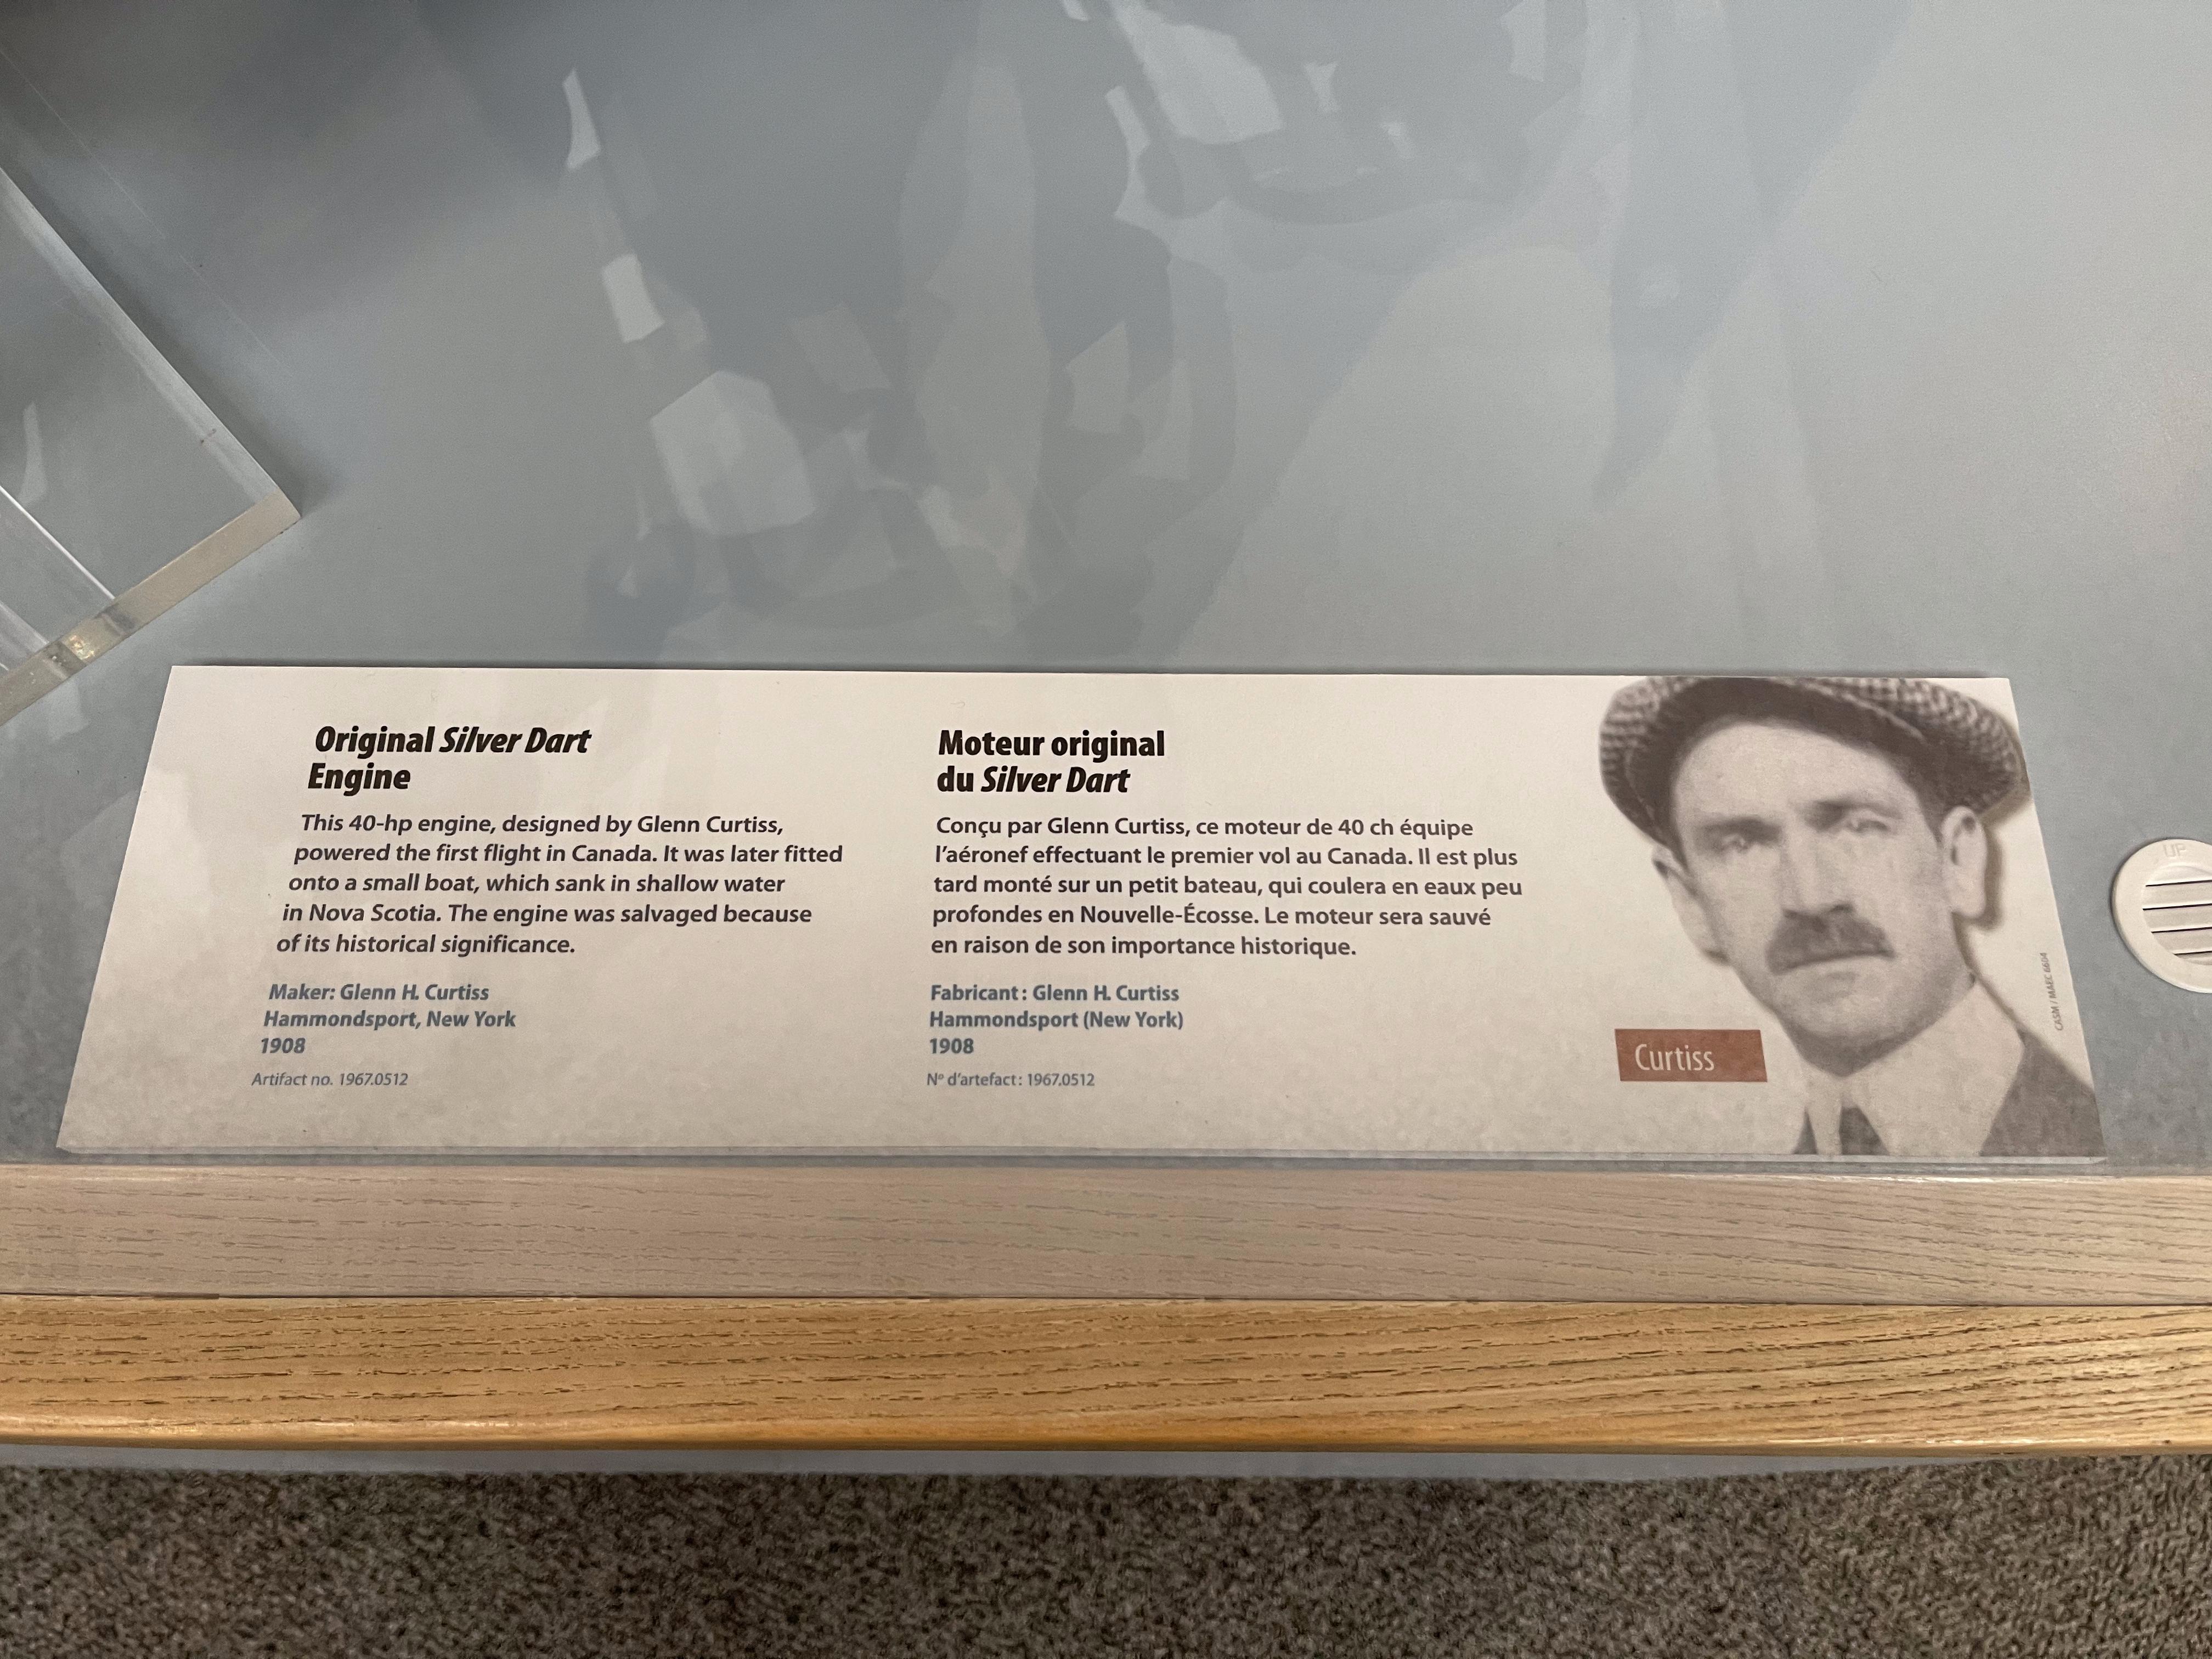 Original Silver Dart
Engine
This 40-hp engine, designed by Glenn Curtiss,
powered the first flight in Canada. It was later fitted
onto a small boat, which sank in shallow water
in Nova Scotia. The engine was salvaged because
of its historical significance.
Maker: Glenn H. Curtiss
Hammondsport, New York
1908
Artifact no. 1967.0512
Moteur original
du Silver Dart
Conçu par Glenn Curtiss, ce moteur de 40 ch équipe
l’aéronef effectuant le premier vol au Canada. Il est plus
tard monté sur un petit bateau, qui coulera en eaux peu
profondes en Nouvelle-Écosse. Le moteur sera sauvé
en raison de son importance historique.
Fabricant : Glenn H. Curtiss
Hammondsport (New York)
1908
Nº d’artefact : 1967.0512
Curtiss
CASM / MAEC 6604
UP